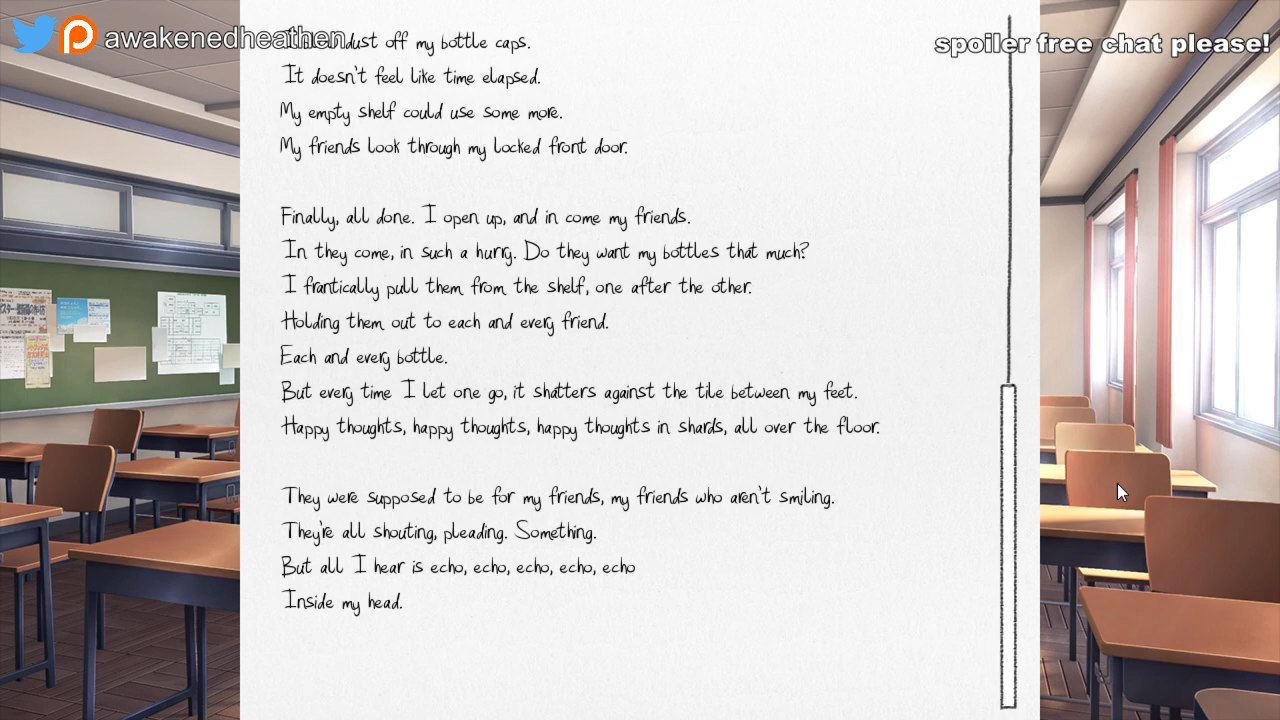 awakenedheathen
spoiler free chat please!
dust off my bottle caps.
It doesn't feel like time elapsed.
My empty shelf could use some more.
My friends look through my locked front door.
Finally, all done. I open up, and in come my friends.
In they come, in such a hurry. Do they want my bottles that much?
I frantically pull them from the shelf, one after the other.
Holding them out to each and every friend.
Each and every bottle.
But every time I let one go, it shatters against the tile between my feet.
Happy thoughts, happy thoughts, happy thoughts in shards, all over the floor.
They were supposed to be for my friends, my friends who aren't smiling.
They're all shouting, pleading. Something.
But all I hear is echo, echo, echo, echo, echo
Inside my head.